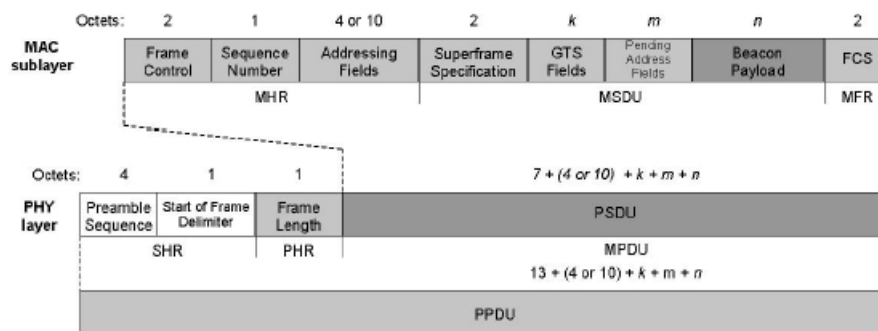 Octets: 2 1 4 or 10 2 k m n 2
MAC sublayer
Frame Control
Sequence Number
Addressing Fields
Superframe Specification
GTS Fields
Pending Address Fields
Beacon Payload
FCS
MHR MSDU MFR
Octets: 4 1 1 7 + (4 or 10) + k + m + n
PHY layer
Preamble Sequence
Start of Frame Delimiter
Frame Length
PSDU
SHR PHR MPDU
13 + (4 or 10) + k + m + n
PPDU